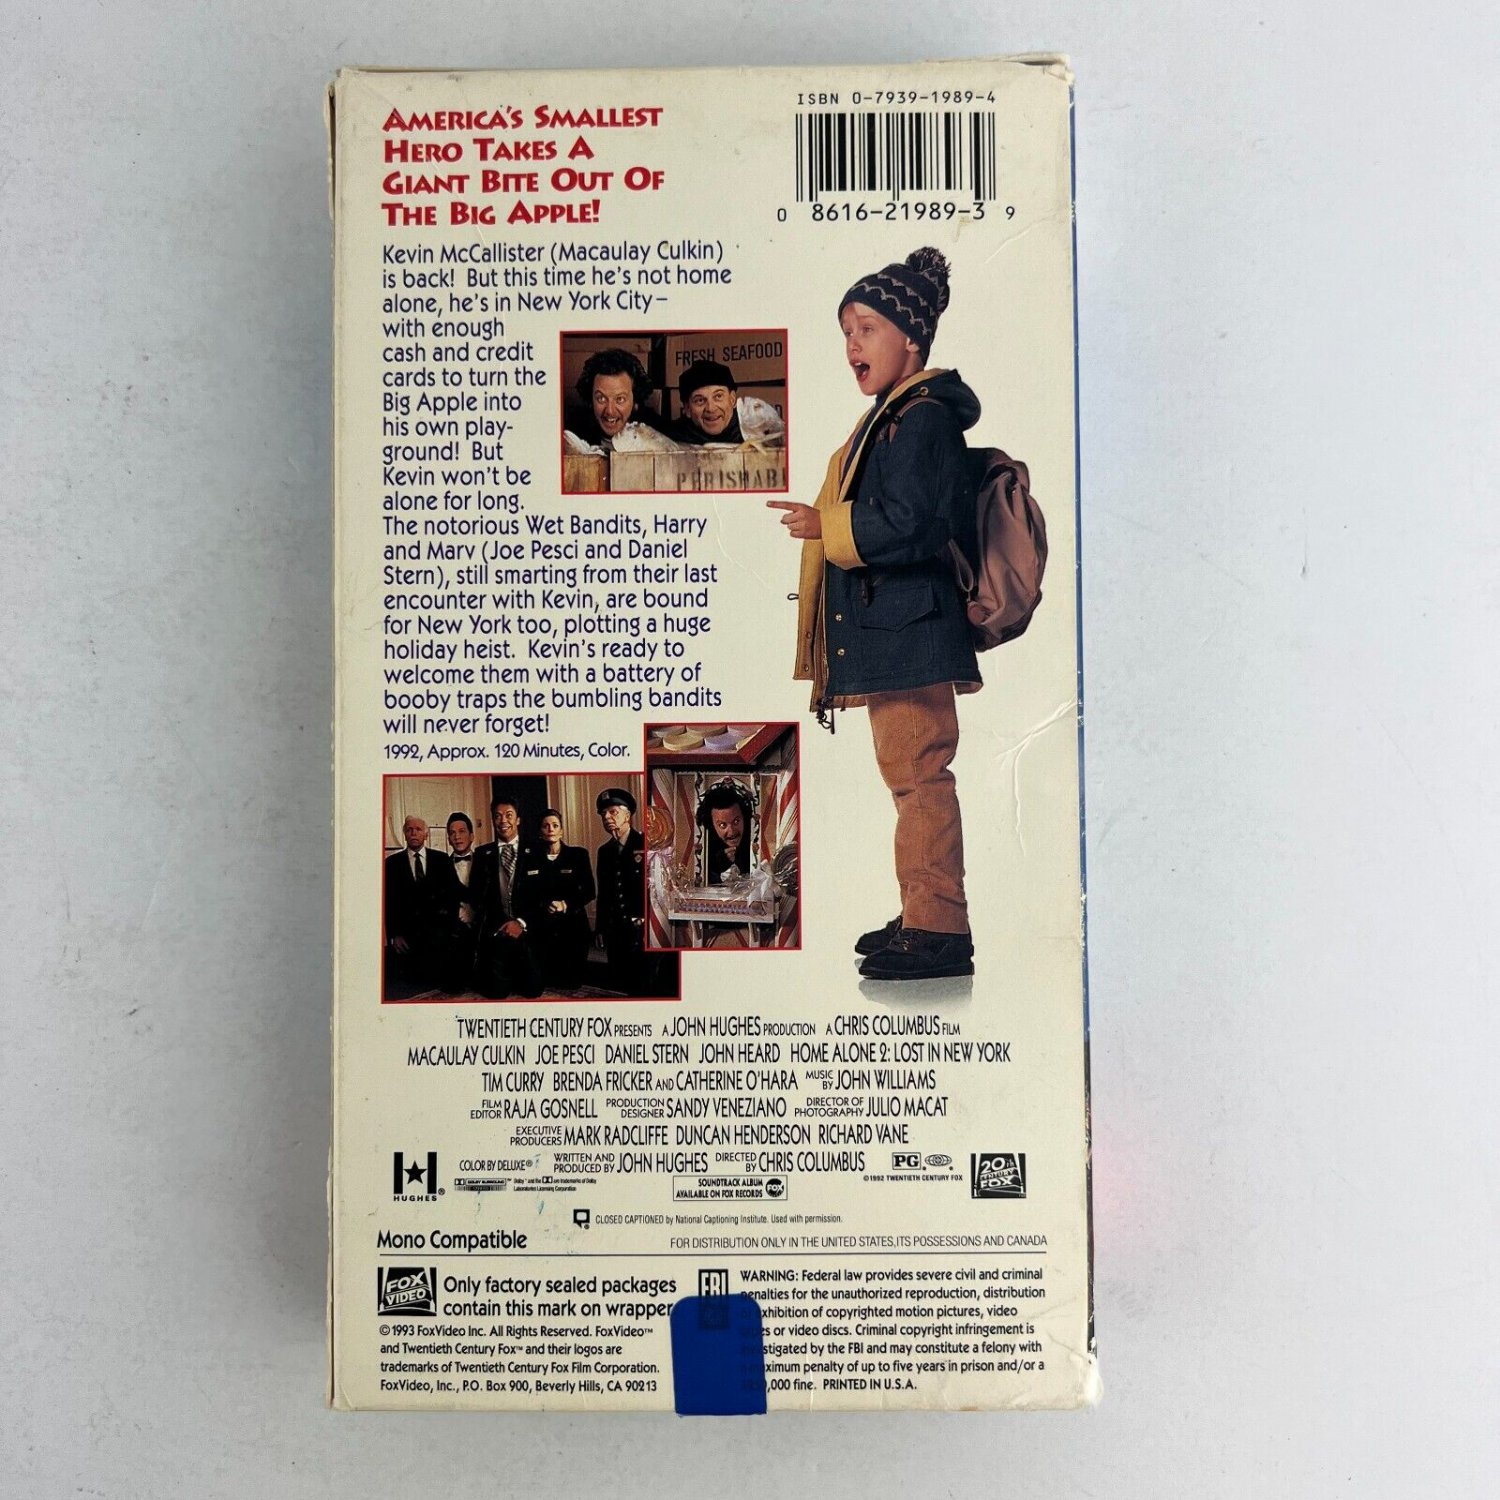 AMERICA'S SMALLEST
HERO TAKES A
GIANT BITE OUT OF
THE BIG APPLE!
ISBN 0-7939-1989-4
0 8616-21989-3 9
Kevin McCallister (Macaulay Culkin)
is back! But this time he's not home
alone, he's in New York City–
with enough
cash and credit
cards to turn the
Big Apple into
his own play-
ground! But
Kevin won't be
alone for long.
The notorious Wet Bandits, Harry
and Marv (Joe Pesci and Daniel
Stern), still smarting from their last
encounter with Kevin, are bound
for New York too, plotting a huge
holiday heist. Kevin's ready to
welcome them with a battery of
booby traps the bumbling bandits
will never forget!
1992, Approx. 120 Minutes, Color.
FRESH SEAFOOD
TWENTIETH CENTURY FOX PRESENTS A JOHN HUGHES PRODUCTION A CHRIS COLUMBUS FILM
MACAULAY CULKIN JOE PESCI DANIEL STERN JOHN HEARD HOME ALONE 2: LOST IN NEW YORK
TIM CURRY BRENDA FRICKER AND CATHERINE O'HARA MUSIC BY JOHN WILLIAMS
FILM EDITOR RAJA GOSNELL PRODUCTION DESIGNER SANDY VENEZIANO DIRECTOR OF PHOTOGRAPHY JULIO MACAT
EXECUTIVE PRODUCERS MARK RADCLIFFE DUNCAN HENDERSON RICHARD VANE
COLOR BY DELUXE® WRITTEN AND PRODUCED BY JOHN HUGHES DIRECTED BY CHRIS COLUMBUS PG
HUGHES®
DOLBY SURROUND
SOUNDTRACK ALBUM
AVAILABLE ON FOX RECORDS FOX
©1992 TWENTIETH CENTURY FOX
20TH CENTURY FOX
CLOSED CAPTIONED by National Captioning Institute. Used with permission.
Mono Compatible
FOR DISTRIBUTION ONLY IN THE UNITED STATES, ITS POSSESSIONS AND CANADA
FOX VIDEO
Only factory sealed packages
contain this mark on wrapper
©1993 FoxVideo Inc. All Rights Reserved. FoxVideo™
and Twentieth Century Fox™ and their logos are
trademarks of Twentieth Century Fox Film Corporation.
FoxVideo, Inc., P.O. Box 900, Beverly Hills, CA 90213
FBI
WARNING: Federal law provides severe civil and criminal
penalties for the unauthorized reproduction, distribution
or exhibition of copyrighted motion pictures, video
or video discs. Criminal copyright infringement is
by the FBI and may constitute a felony with
maximum penalty of up to five years in prison and/or a
,000 fine. PRINTED IN U.S.A.